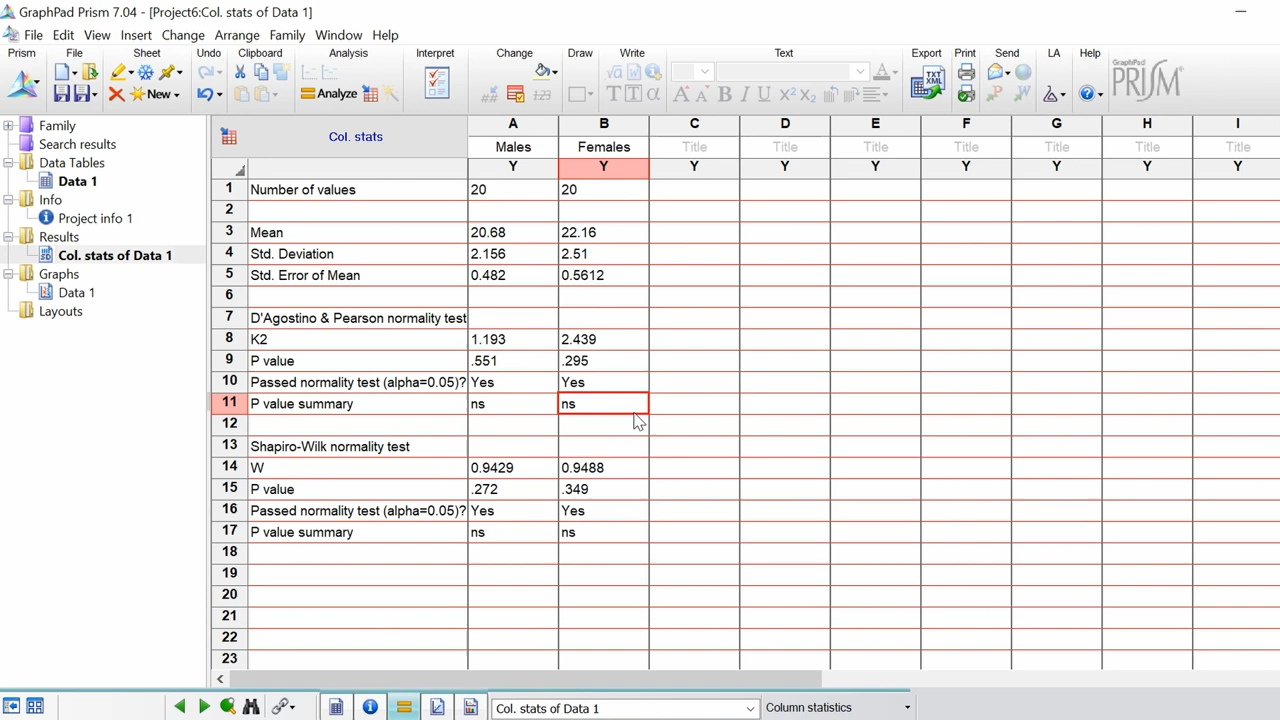 GraphPad Prism 7.04 - [Project6:Col. stats of Data 1]
File Edit View Insert Change Arrange Family Window Help
Prism File Sheet Undo Clipboard Analysis Interpret Change Draw Write Text Export Print Send LA Help
New
Analyze
123
TXT
XML
GraphPad
PRISM
Family
Search results
Data Tables
Data 1
Info
Project info 1
Results
Col. stats of Data 1
Graphs
Data 1
Layouts
Col. stats A B C D E F G H I
Males Females Title Title Title Title Title Title Title
Y Y Y Y Y Y Y Y Y
1 Number of values 20 20
2
3 Mean 20.68 22.16
4 Std. Deviation 2.156 2.51
5 Std. Error of Mean 0.482 0.5612
6
7 D'Agostino & Pearson normality test
8 K2 1.193 2.439
9 P value .551 .295
10 Passed normality test (alpha=0.05)? Yes Yes
11 P value summary ns ns
12
13 Shapiro-Wilk normality test
14 W 0.9429 0.9488
15 P value .272 .349
16 Passed normality test (alpha=0.05)? Yes Yes
17 P value summary ns ns
18
19
20
21
22
23
Col. stats of Data 1 Column statistics